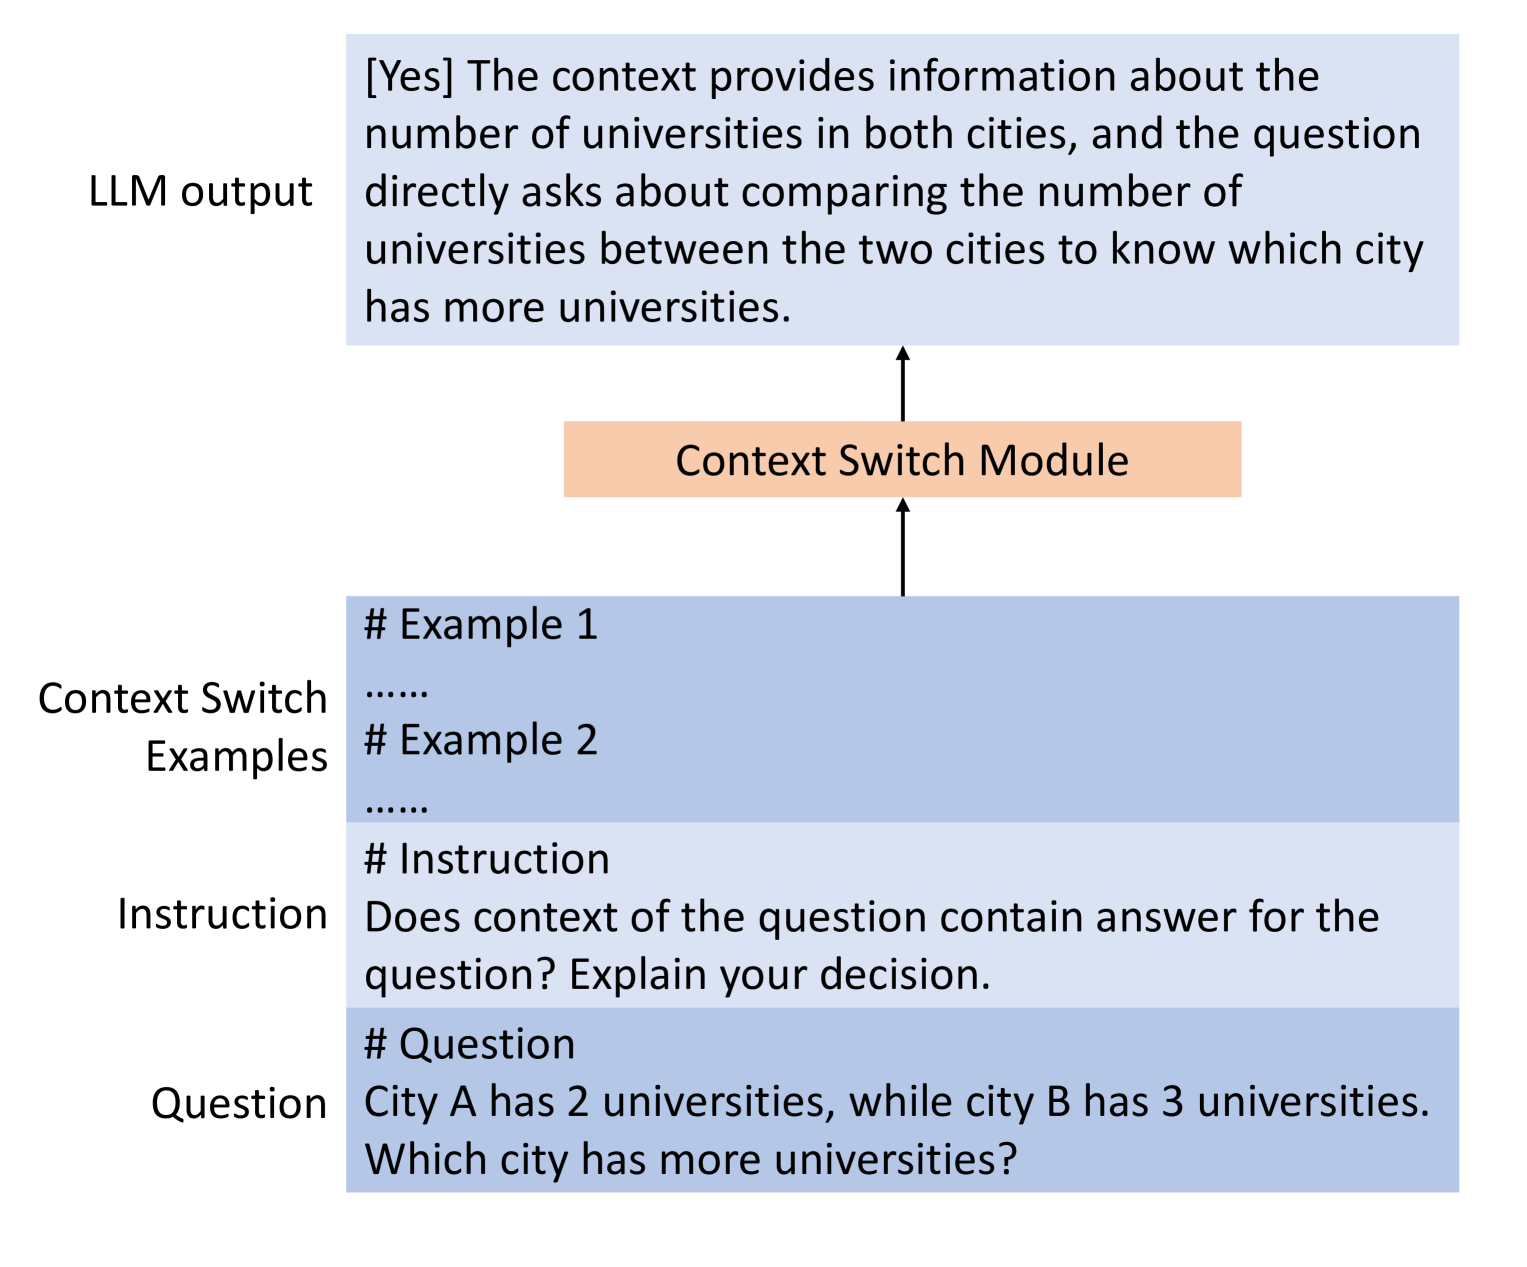 LLM output
[Yes] The context provides information about the
number of universities in both cities, and the question
directly asks about comparing the number of
universities between the two cities to know which city
has more universities.
Context Switch Module
Context Switch
Examples
# Example 1
……
# Example 2
……
Instruction
# Instruction
Does context of the question contain answer for the
question? Explain your decision.
Question
# Question
City A has 2 universities, while city B has 3 universities.
Which city has more universities?